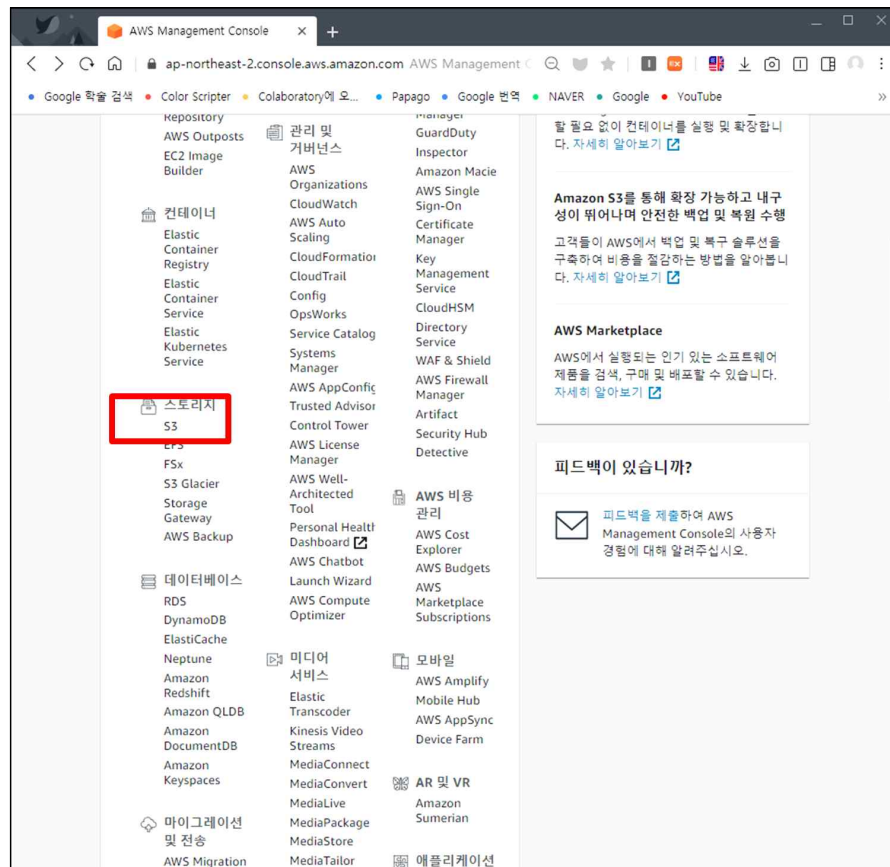 AWS Management Console
ap-northeast-2.console.aws.amazon.com AWS Management
Google 학술 검색
Color Scripter
Colaboratory에 오...
Papago
Google 번역
NAVER
Google
YouTube
Repository
AWS Outposts
EC2 Image
Builder
컨테이너
Elastic
Container
Registry
Elastic
Container
Service
Elastic
Kubernetes
Service
스토리지
S3
EFS
FSx
S3 Glacier
Storage
Gateway
AWS Backup
데이터베이스
RDS
DynamoDB
ElastiCache
Neptune
Amazon
Redshift
Amazon QLDB
Amazon
DocumentDB
Amazon
Keyspaces
마이그레이션
및 전송
AWS Migration
관리 및
거버넌스
AWS
Organizations
CloudWatch
AWS Auto
Scaling
CloudFormation
CloudTrail
Config
OpsWorks
Service Catalog
Systems
Manager
AWS AppConfig
Trusted Advisor
Control Tower
AWS License
Manager
AWS Well-
Architected
Tool
Personal Health
Dashboard
AWS Chatbot
Launch Wizard
AWS Compute
Optimizer
미디어
서비스
Elastic
Transcoder
Kinesis Video
Streams
MediaConnect
MediaConvert
MediaLive
MediaPackage
MediaStore
MediaTailor
Manager
GuardDuty
Inspector
Amazon Macie
AWS Single
Sign-On
Certificate
Manager
Key
Management
Service
CloudHSM
Directory
Service
WAF & Shield
AWS Firewall
Manager
Artifact
Security Hub
Detective
AWS 비용
관리
AWS Cost
Explorer
AWS Budgets
AWS
Marketplace
Subscriptions
모바일
AWS Amplify
Mobile Hub
AWS AppSync
Device Farm
AR 및 VR
Amazon
Sumerian
애플리케이션
할 필요 없이 컨테이너를 실행 및 확장합니
다. 자세히 알아보기
Amazon S3를 통해 확장 가능하고 내구
성이 뛰어나며 안전한 백업 및 복원 수행
고객들이 AWS에서 백업 및 복구 솔루션을
구축하여 비용을 절감하는 방법을 알아봅니
다. 자세히 알아보기
AWS Marketplace
AWS에서 실행되는 인기 있는 소프트웨어
제품을 검색, 구매 및 배포할 수 있습니다.
자세히 알아보기
피드백이 있습니까?
피드백을 제출하여 AWS
Management Console의 사용자
경험에 대해 알려주십시오.